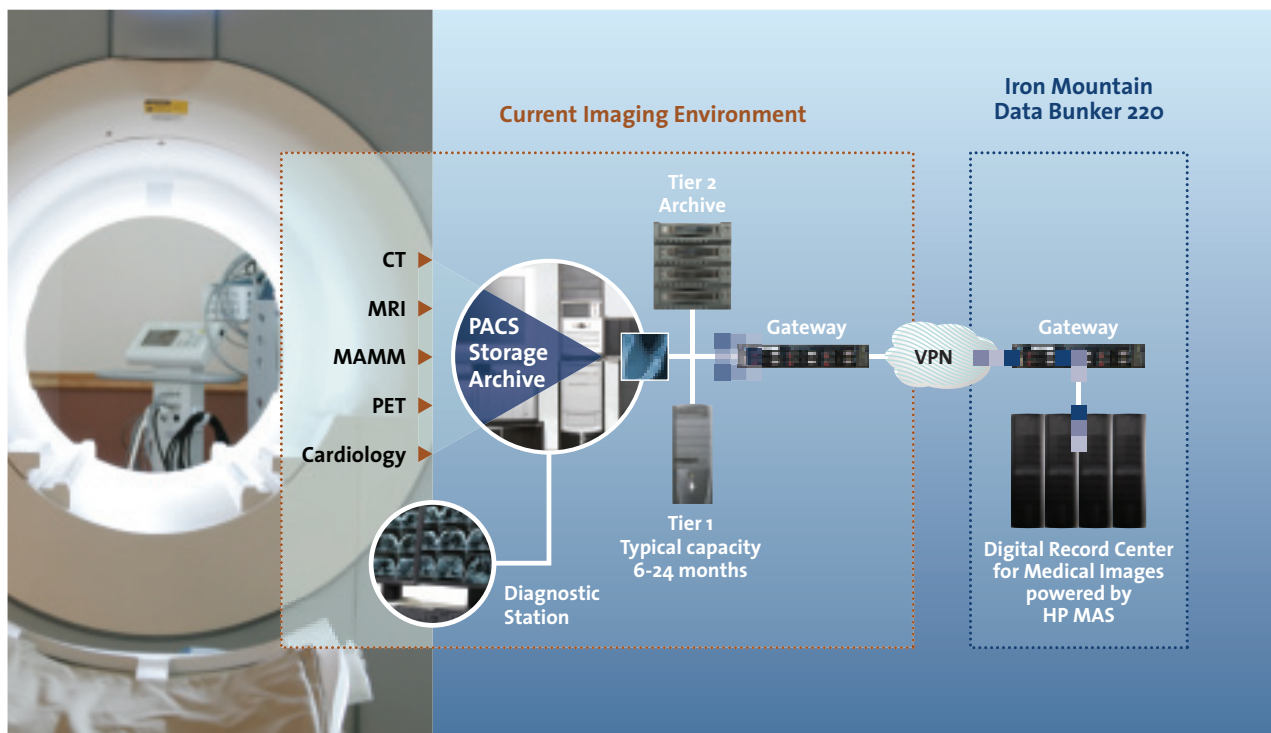 Current Imaging Environment
Iron Mountain
Data Bunker 220
Tier 2
Archive
CT
MRI
MAMM
PET
Cardiology
PACS
Storage
Archive
Gateway
VPN
Gateway
Tier 1
Typical capacity
6-24 months
Diagnostic
Station
Digital Record Center
for Medical Images
powered by
HP MAS